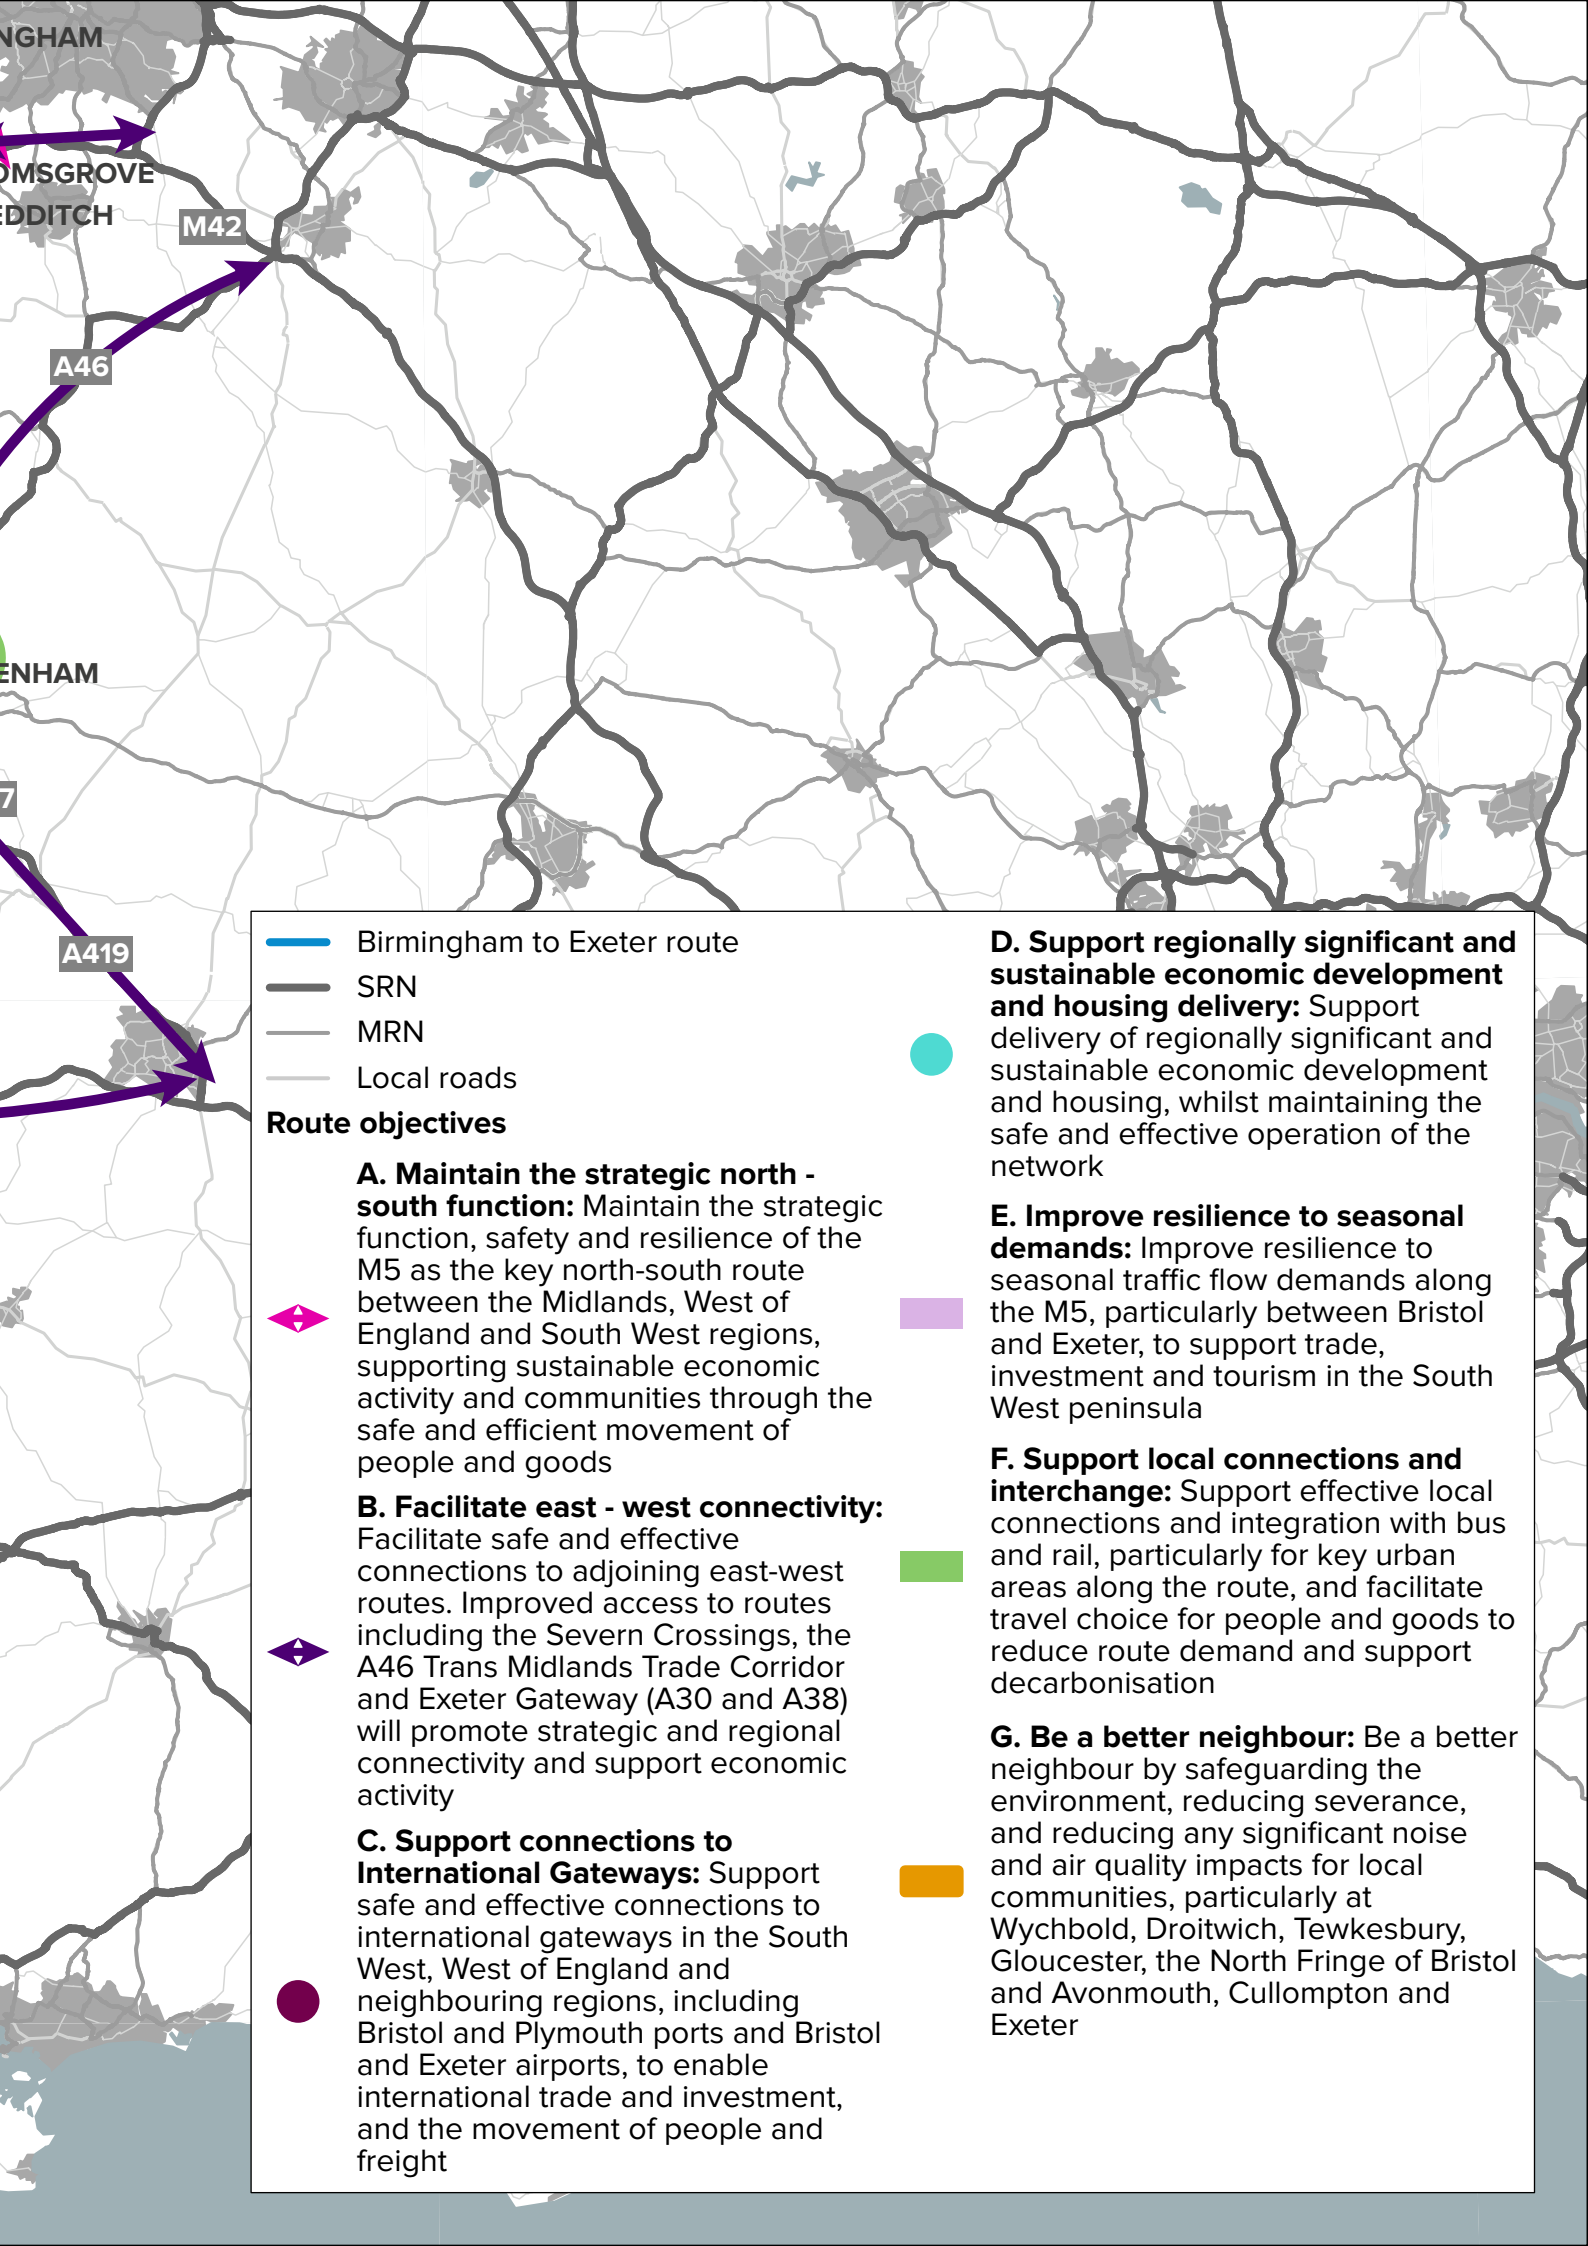 NGHAM
OMSGROVE
EDDITCH
M42
A46
ENHAM
7
A419
Birmingham to Exeter route
SRN
MRN
Local roads
Route objectives
A. Maintain the strategic north -
south function: Maintain the strategic
function, safety and resilience of the
M5 as the key north-south route
between the Midlands, West of
England and South West regions,
supporting sustainable economic
activity and communities through the
safe and efficient movement of
people and goods
B. Facilitate east - west connectivity:
Facilitate safe and effective
connections to adjoining east-west
routes. Improved access to routes
including the Severn Crossings, the
A46 Trans Midlands Trade Corridor
and Exeter Gateway (A30 and A38)
will promote strategic and regional
connectivity and support economic
activity
C. Support connections to
International Gateways: Support
safe and effective connections to
international gateways in the South
West, West of England and
neighbouring regions, including
Bristol and Plymouth ports and Bristol
and Exeter airports, to enable
international trade and investment,
and the movement of people and
freight
D. Support regionally significant and
sustainable economic development
and housing delivery: Support
delivery of regionally significant and
sustainable economic development
and housing, whilst maintaining the
safe and effective operation of the
network
E. Improve resilience to seasonal
demands: Improve resilience to
seasonal traffic flow demands along
the M5, particularly between Bristol
and Exeter, to support trade,
investment and tourism in the South
West peninsula
F. Support local connections and
interchange: Support effective local
connections and integration with bus
and rail, particularly for key urban
areas along the route, and facilitate
travel choice for people and goods to
reduce route demand and support
decarbonisation
G. Be a better neighbour: Be a better
neighbour by safeguarding the
environment, reducing severance,
and reducing any significant noise
and air quality impacts for local
communities, particularly at
Wychbold, Droitwich, Tewkesbury,
Gloucester, the North Fringe of Bristol
and Avonmouth, Cullompton and
Exeter